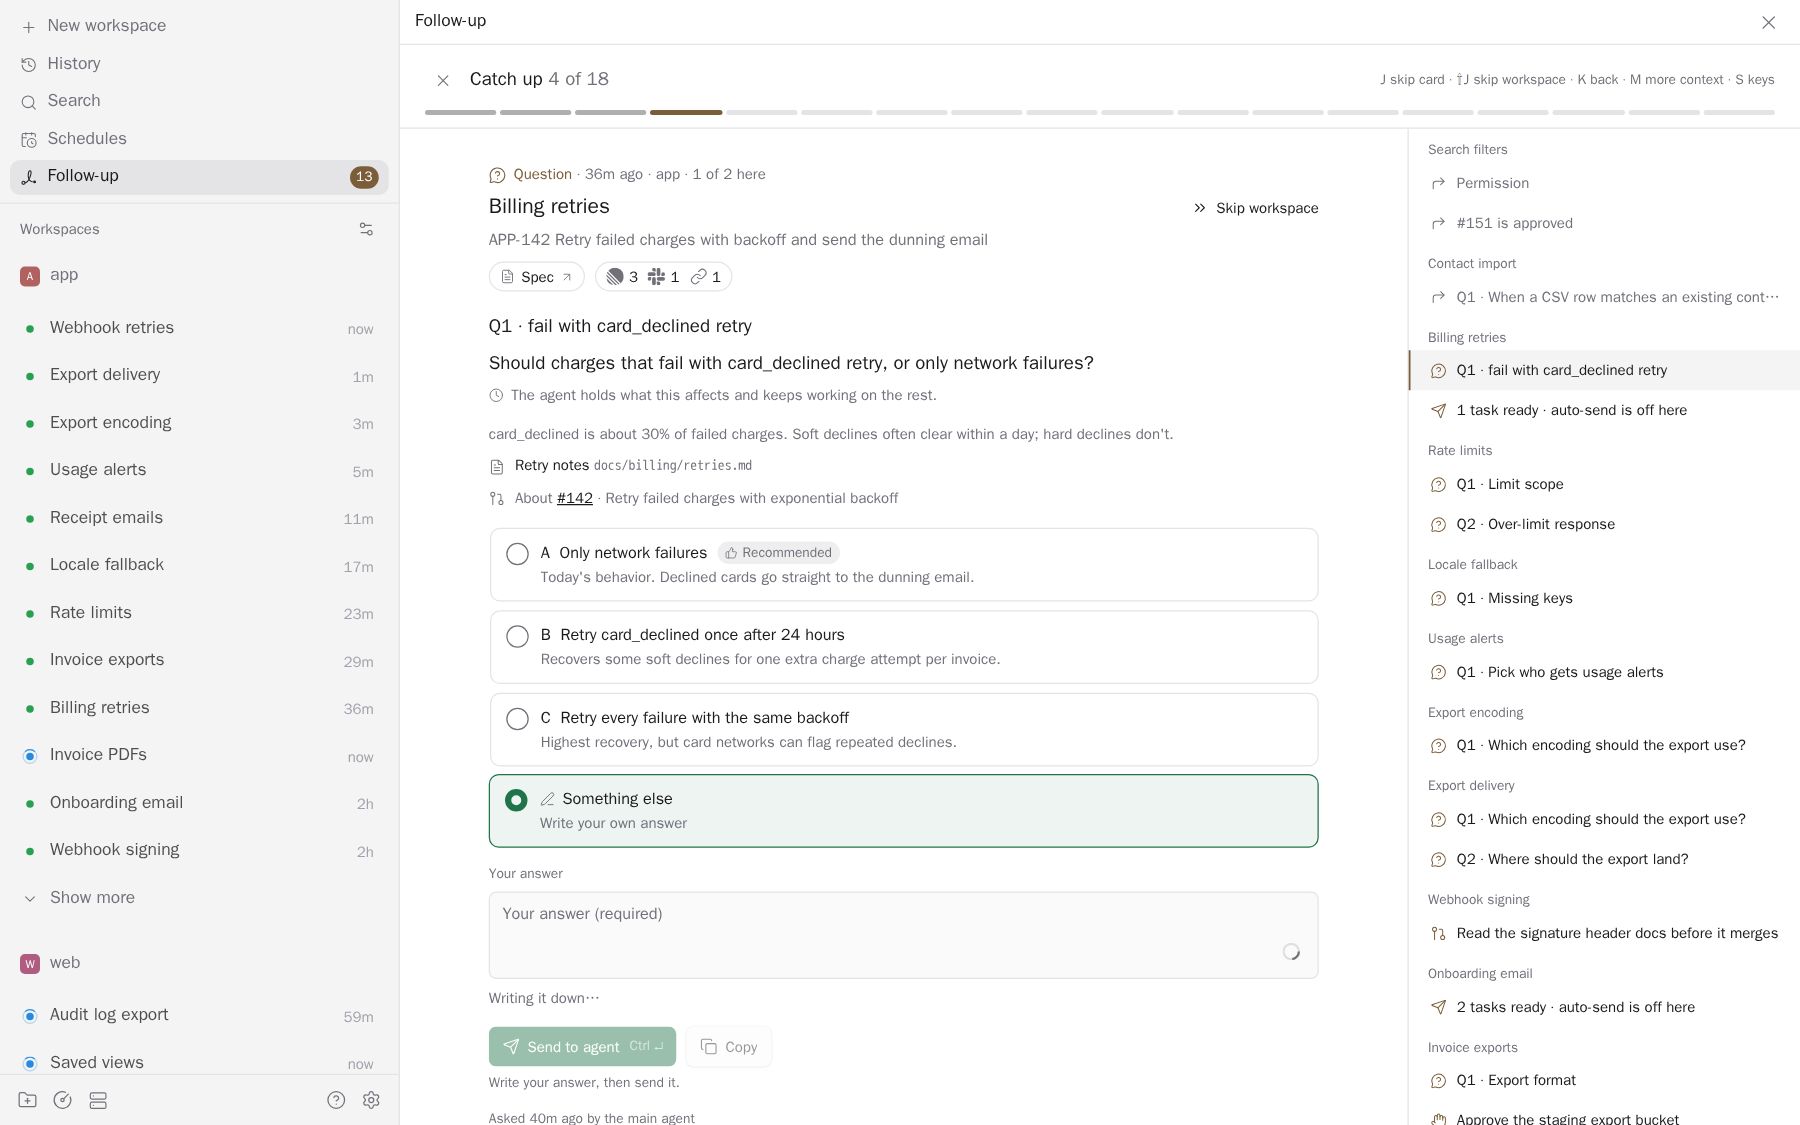 New workspace
History
Search
Schedules
Follow-up 13
Workspaces
A app
Webhook retries now
Export delivery 1m
Export encoding 3m
Usage alerts 5m
Receipt emails 11m
Locale fallback 17m
Rate limits 23m
Invoice exports 29m
Billing retries 36m
Invoice PDFs now
Onboarding email 2h
Webhook signing 2h
Show more
W web
Audit log export 59m
Saved views now
Follow-up
Catch up 4 of 18
J skip card · ⇧J skip workspace · K back · M more context · S keys
Question · 36m ago · app · 1 of 2 here
Billing retries
Skip workspace
APP-142 Retry failed charges with backoff and send the dunning email
Spec 3 1 1
Q1 · fail with card_declined retry
Should charges that fail with card_declined retry, or only network failures?
The agent holds what this affects and keeps working on the rest.
card_declined is about 30% of failed charges. Soft declines often clear within a day; hard declines don't.
Retry notes docs/billing/retries.md
About #142 · Retry failed charges with exponential backoff
A Only network failures Recommended
Today's behavior. Declined cards go straight to the dunning email.
B Retry card_declined once after 24 hours
Recovers some soft declines for one extra charge attempt per invoice.
C Retry every failure with the same backoff
Highest recovery, but card networks can flag repeated declines.
Something else
Write your own answer
Your answer
Your answer (required)
Writing it down…
Send to agent Ctrl ↵
Copy
Write your answer, then send it.
Asked 40m ago by the main agent
Search filters
Permission
#151 is approved
Contact import
Q1 · When a CSV row matches an existing cont…
Billing retries
Q1 · fail with card_declined retry
1 task ready · auto-send is off here
Rate limits
Q1 · Limit scope
Q2 · Over-limit response
Locale fallback
Q1 · Missing keys
Usage alerts
Q1 · Pick who gets usage alerts
Export encoding
Q1 · Which encoding should the export use?
Export delivery
Q1 · Which encoding should the export use?
Q2 · Where should the export land?
Webhook signing
Read the signature header docs before it merges
Onboarding email
2 tasks ready · auto-send is off here
Invoice exports
Q1 · Export format
Approve the staging export bucket